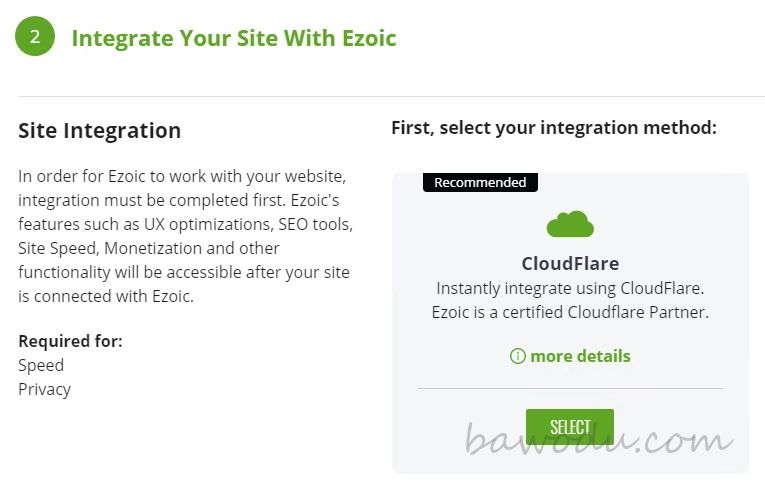 2
Integrate Your Site With Ezoic
Site Integration
In order for Ezoic to work with your website,
integration must be completed first. Ezoic's
features such as UX optimizations, SEO tools,
Site Speed, Monetization and other
functionality will be accessible after your site
is connected with Ezoic.
Required for:
Speed
Privacy
First, select your integration method:
Recommended
CloudFlare
Instantly integrate using CloudFlare.
Ezoic is a certified Cloudflare Partner.
more details
SELECT
bawodu.com